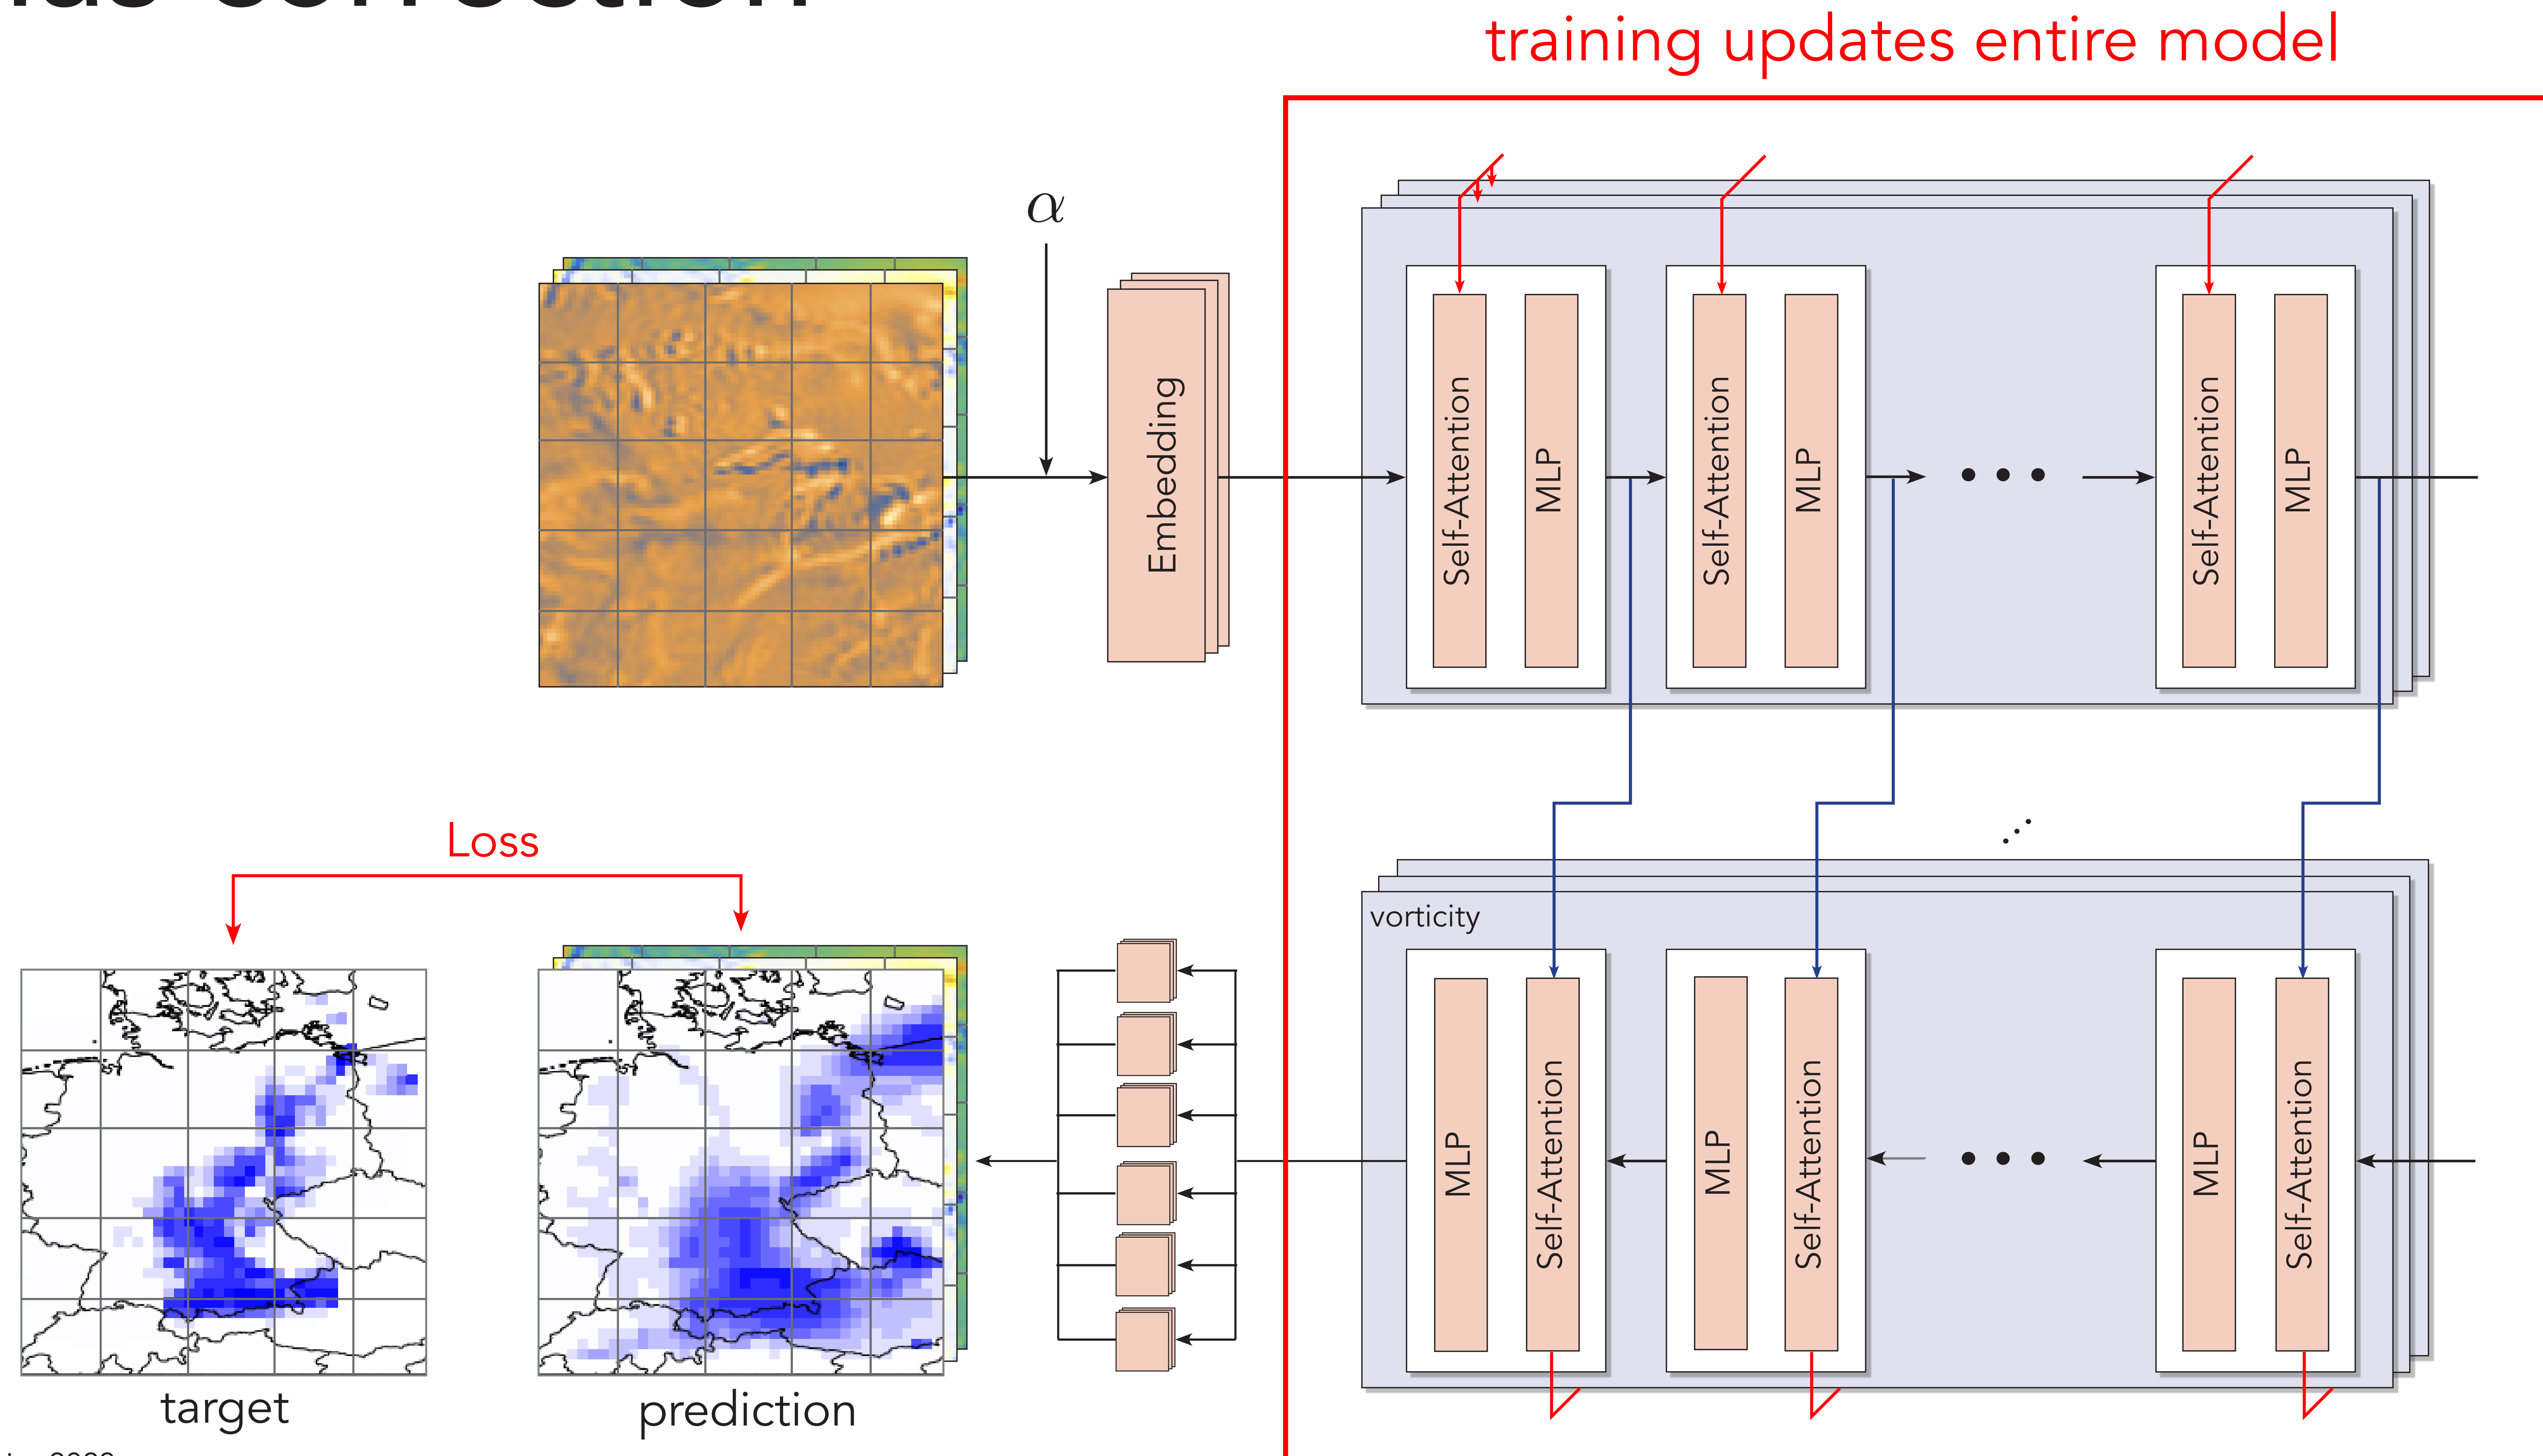 correction
training updates entire model
α
Embedding
Self-Attention
MLP
Self-Attention
MLP
Self-Attention
MLP
Loss
vorticity
MLP
Self-Attention
MLP
Self-Attention
MLP
Self-Attention
target
prediction